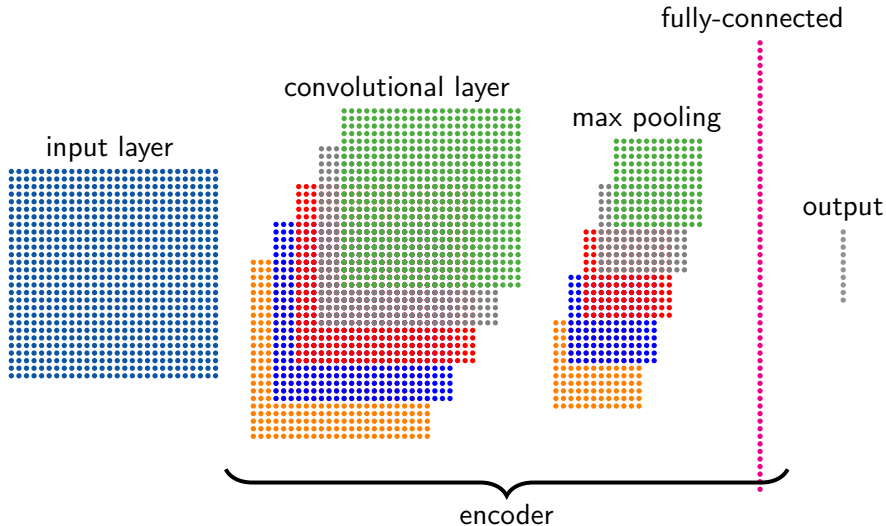 fully-connected
convolutional layer
max pooling
input layer
output
encoder